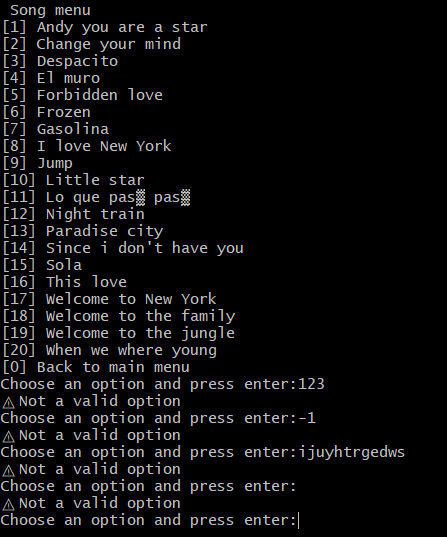 Song menu
[1] Andy you are a star
[2] Change your mind
[3] Despacito
[4] El muro
[5] Forbidden love
[6] Frozen
[7] Gasolina
[8] I love New York
[9] Jump
[10] Little star
[11] Lo que pas▒ pas▒
[12] Night train
[13] Paradise city
[14] Since i don't have you
[15] Sola
[16] This love
[17] Welcome to New York
[18] Welcome to the family
[19] Welcome to the jungle
[20] When we where young
[0] Back to main menu
Choose an option and press enter:123
⚠Not a valid option
Choose an option and press enter:-1
⚠Not a valid option
Choose an option and press enter:ijuyhtrgedws
⚠Not a valid option
Choose an option and press enter:
⚠Not a valid option
Choose an option and press enter: